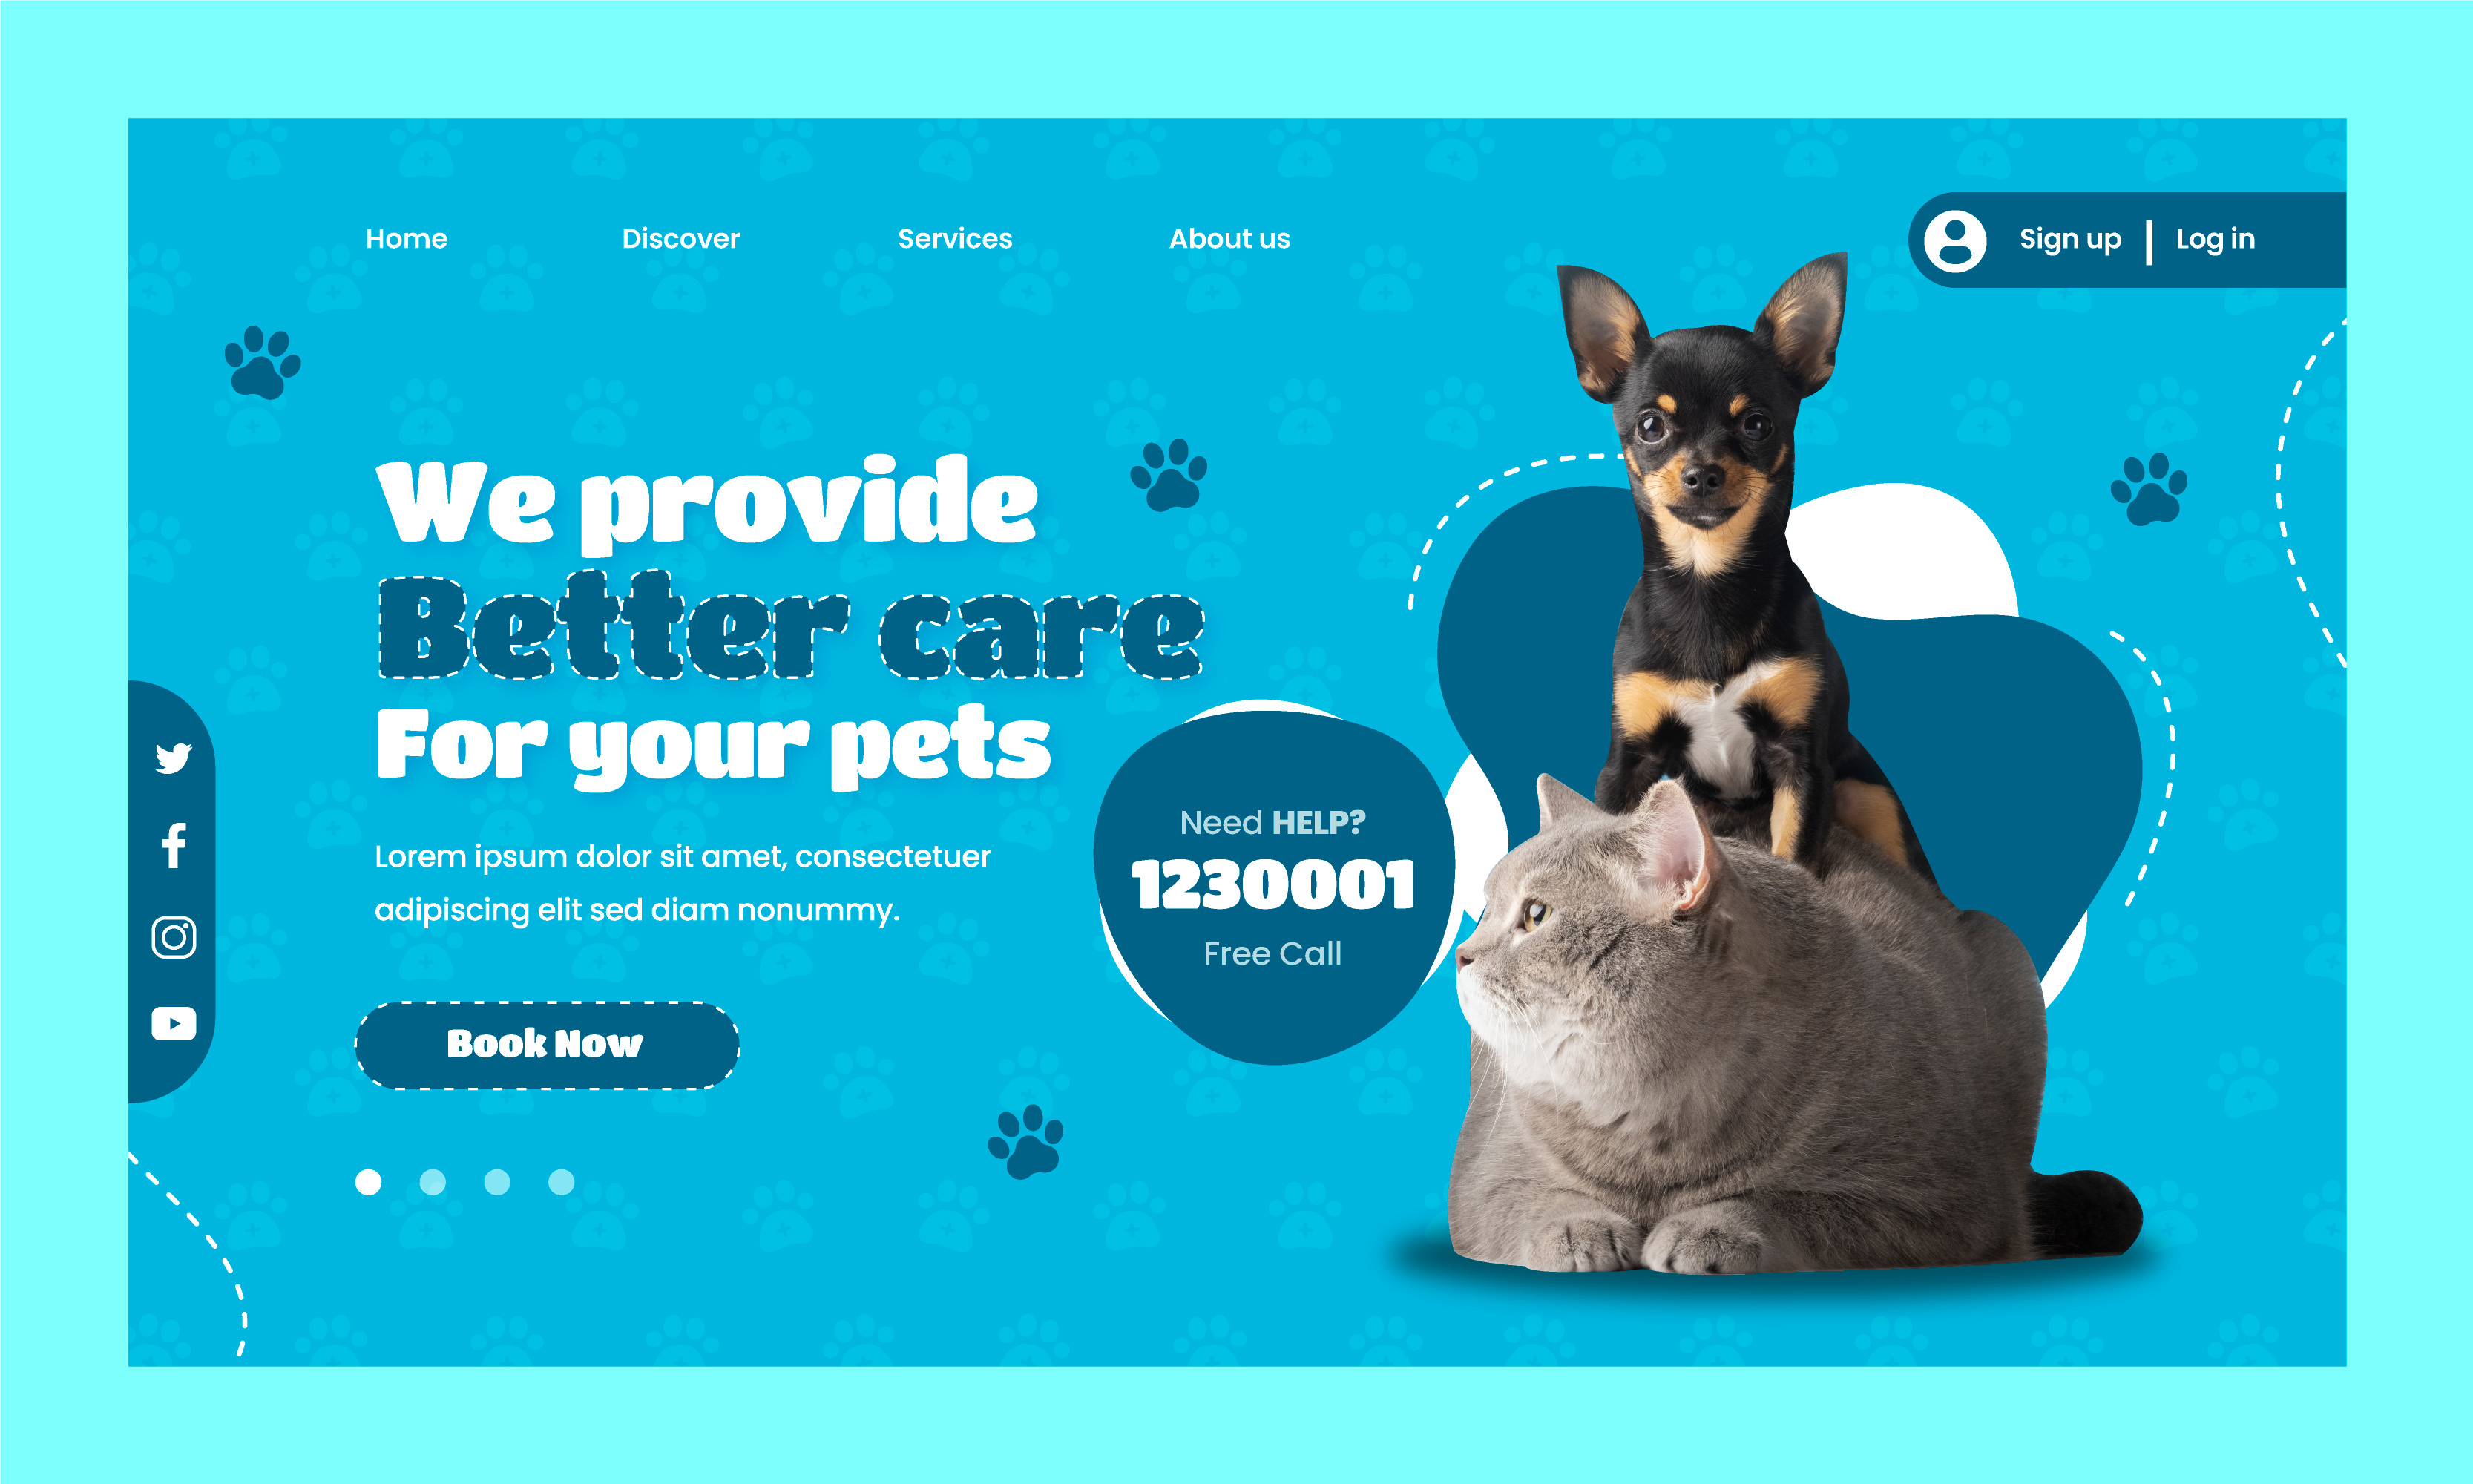 Home
Discover
Services
About us
Sign up
Log in
We provide
Better care
For your pets
Lorem ipsum dolor sit amet, consectetuer
adipiscing elit sed diam nonummy.
Book Now
Need HELP?
1230001
Free Call